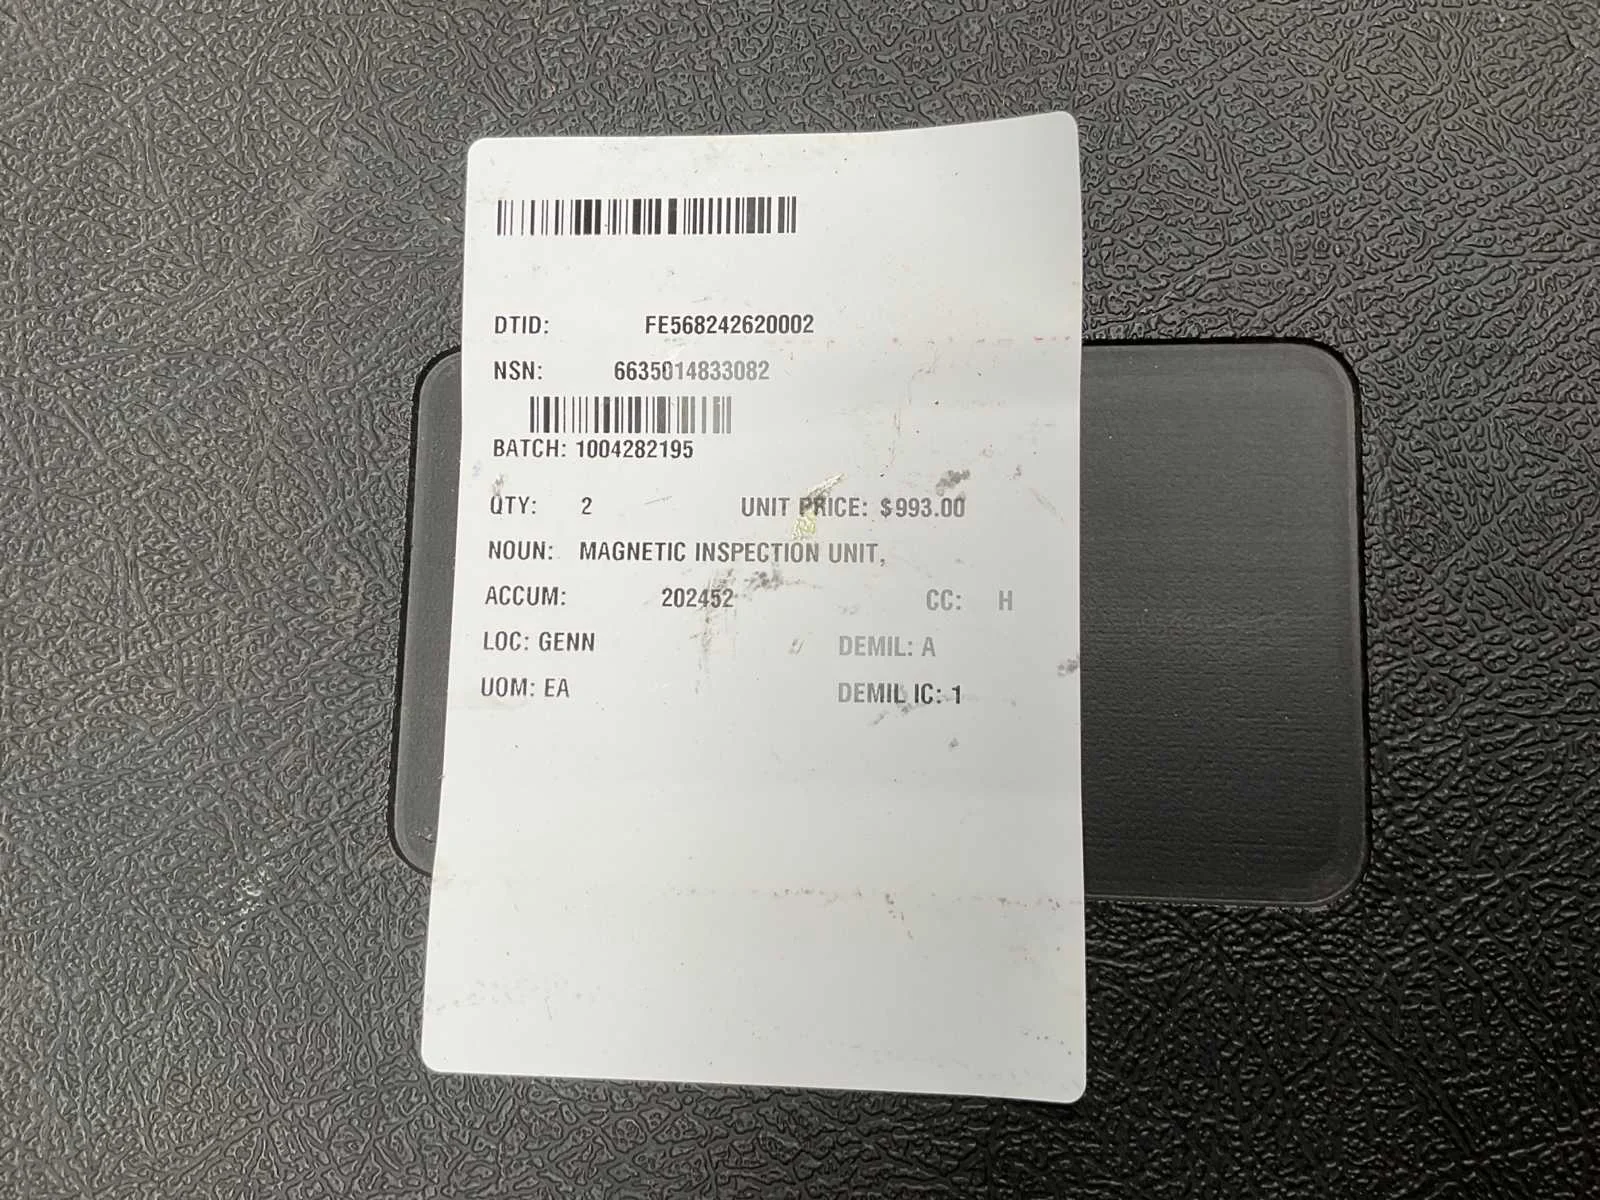 DTID: FE568242620002
NSN: 6635014833082
BATCH: 1004282195
QTY: 2 UNIT PRICE: $993.00
NOUN: MAGNETIC INSPECTION UNIT,
ACCUM: 202452 CC: H
LOC: GENN DEMIL: A
UOM: EA DEMIL IC: 1